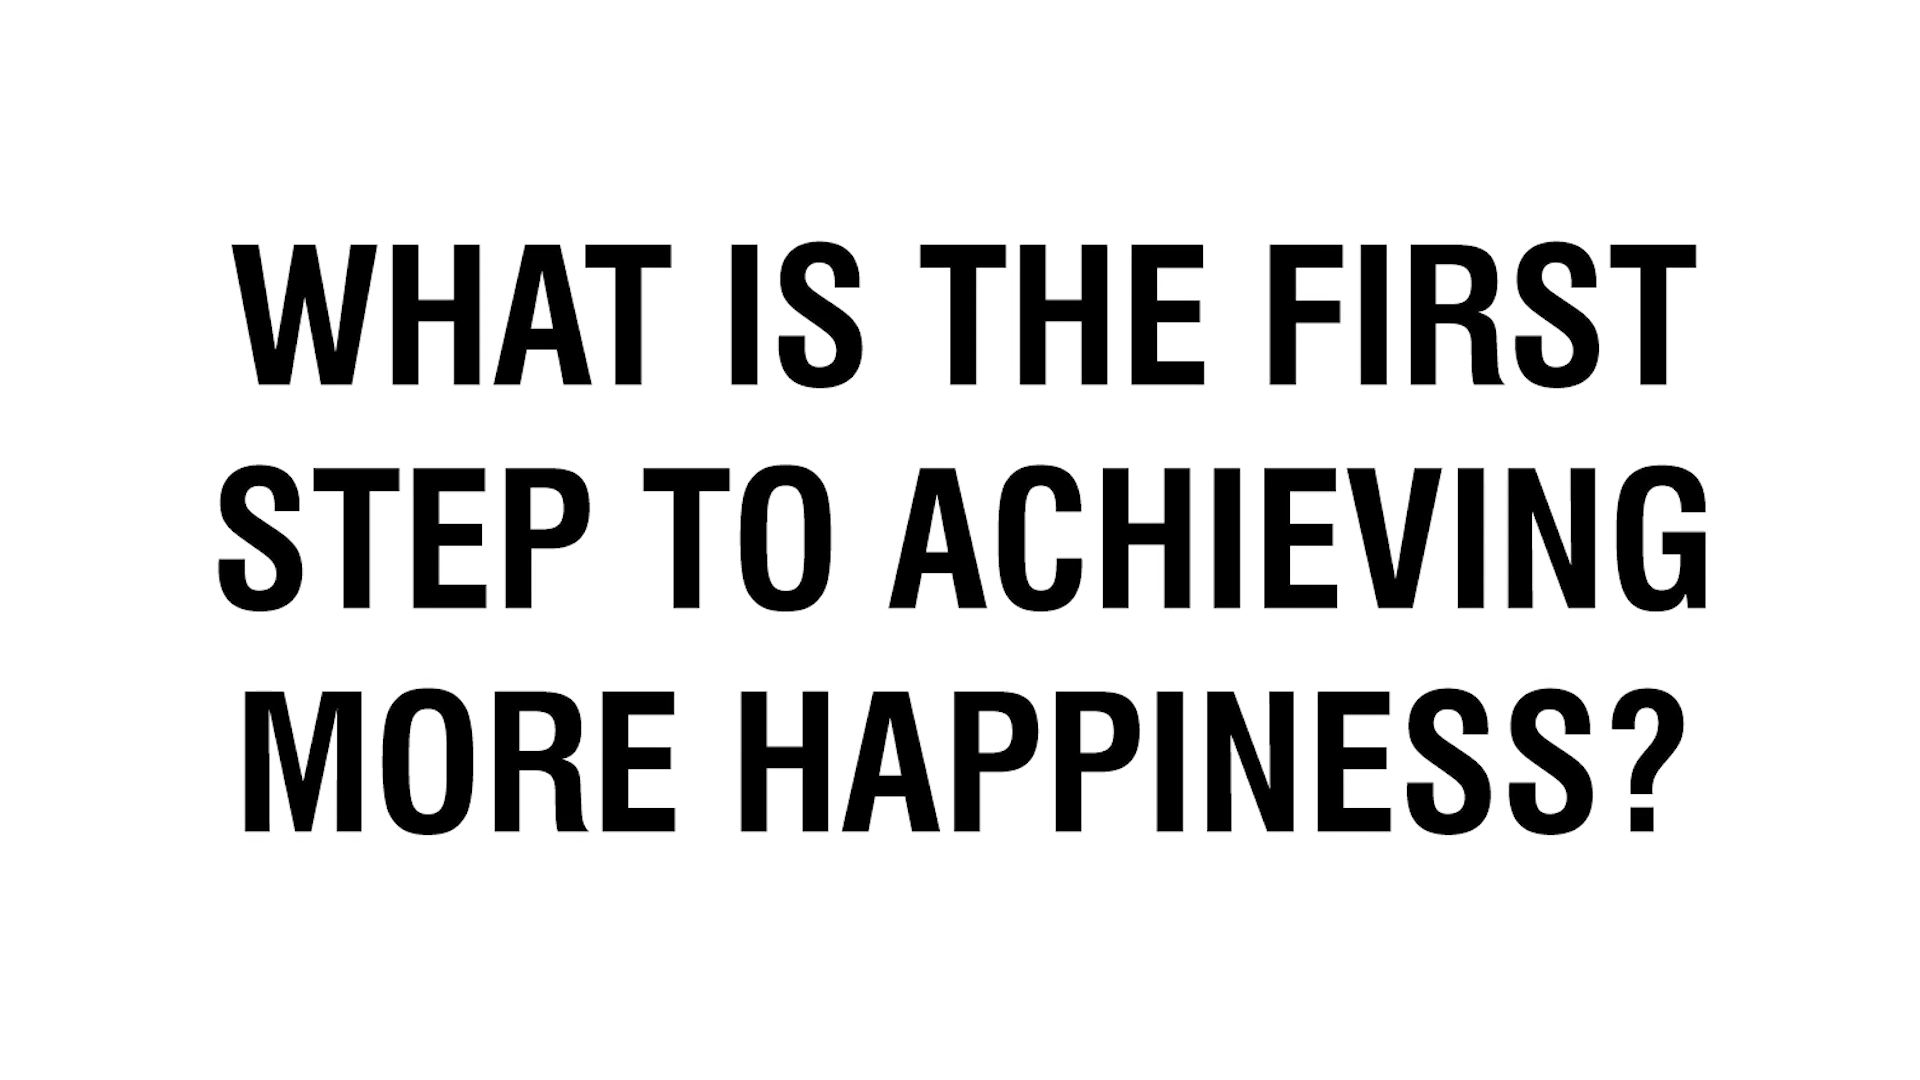 WHAT IS THE FIRST
STEP TO ACHIEVING
MORE HAPPINESS?